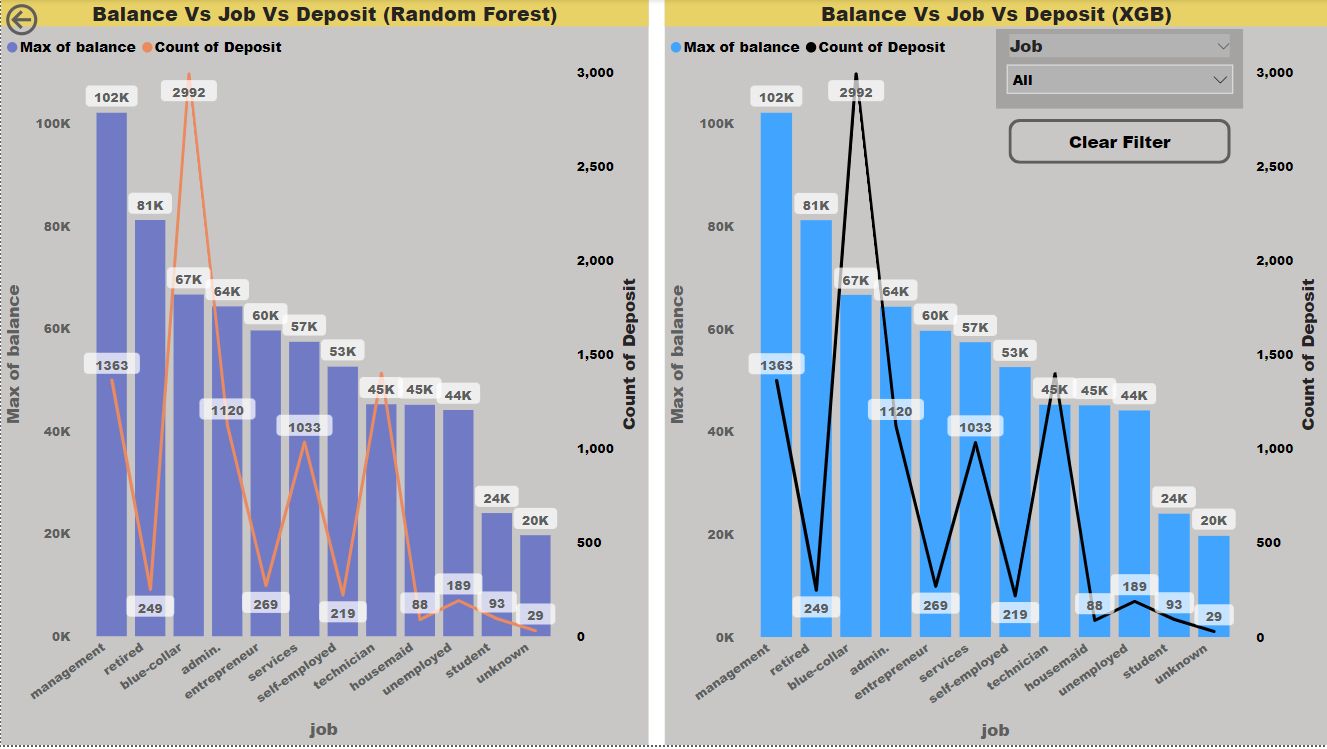 Balance Vs Job Vs Deposit (Random Forest)
Max of balance Count of Deposit
3,000
2,500
2,000
1,500
1,000
500
0
100K
80K
60K
40K
20K
0K
Max of balance
Count of Deposit
102K
81K
67K
64K
60K
57K
53K
45K
45K
44K
24K
20K
1363
249
2992
1120
269
1033
219
88
189
93
29
management
retired
blue-collar
admin.
entrepreneur
services
self-employed
technician
housemaid
unemployed
student
unknown
job
Balance Vs Job Vs Deposit (XGB)
Max of balance Count of Deposit
Job
All
Clear Filter
3,000
2,500
2,000
1,500
1,000
500
0
100K
80K
60K
40K
20K
0K
Max of balance
Count of Deposit
102K
81K
67K
64K
60K
57K
53K
45K
45K
44K
24K
20K
1363
249
2992
1120
269
1033
219
88
189
93
29
management
retired
blue-collar
admin.
entrepreneur
services
self-employed
technician
housemaid
unemployed
student
unknown
job